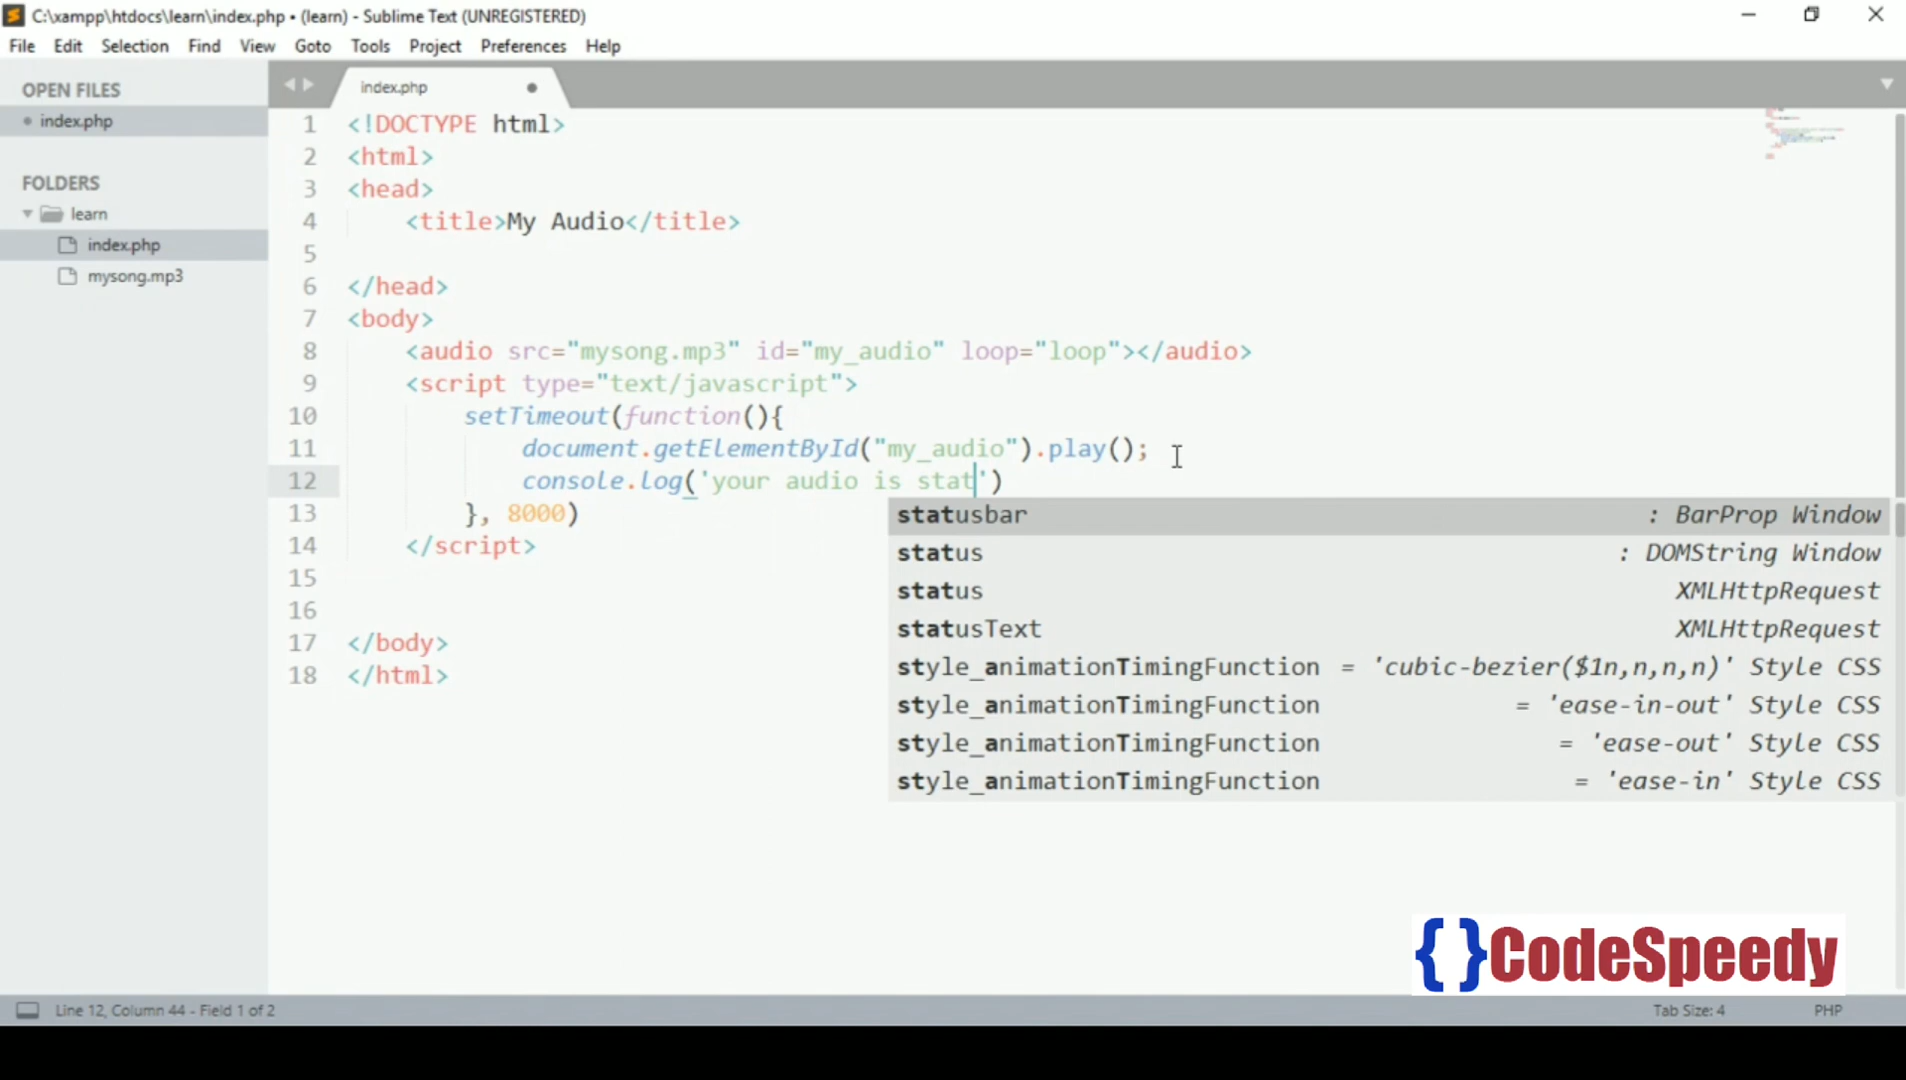 C:\xampp\htdocs\learn\index.php • (learn) - Sublime Text (UNREGISTERED)
File Edit Selection Find View Goto Tools Project Preferences Help
OPEN FILES
index.php
FOLDERS
learn
index.php
mysong.mp3
index.php
1 <!DOCTYPE html>
2 <html>
3 <head>
4 <title>My Audio</title>
5
6 </head>
7 <body>
8 <audio src="mysong.mp3" id="my_audio" loop="loop"></audio>
9 <script type="text/javascript">
10 setTimeout(function(){
11 document.getElementById("my_audio").play();
12 console.log('your audio is stat')
13 }, 8000)
14 </script>
15
16
17 </body>
18 </html>
statusbar : BarProp Window
status : DOMString Window
status XMLHttpRequest
statusText XMLHttpRequest
style_animationTimingFunction = 'cubic-bezier($1n,n,n,n)' Style CSS
style_animationTimingFunction = 'ease-in-out' Style CSS
style_animationTimingFunction = 'ease-out' Style CSS
style_animationTimingFunction = 'ease-in' Style CSS
{}CodeSpeedy
Line 12, Column 44 - Field 1 of 2 Tab Size: 4 PHP